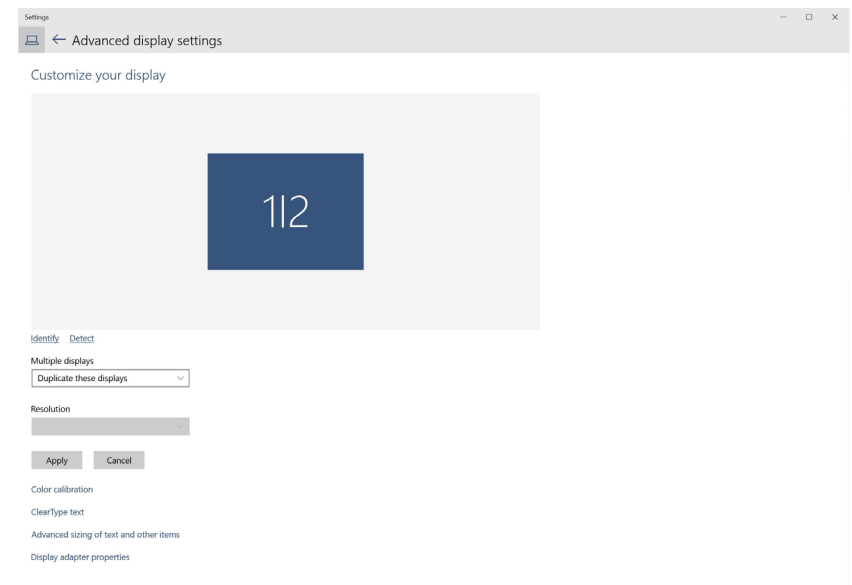 Settings
Advanced display settings
Customize your display
1|2
Identify Detect
Multiple displays
Duplicate these displays
Resolution
Apply Cancel
Color calibration
ClearType text
Advanced sizing of text and other items
Display adapter properties